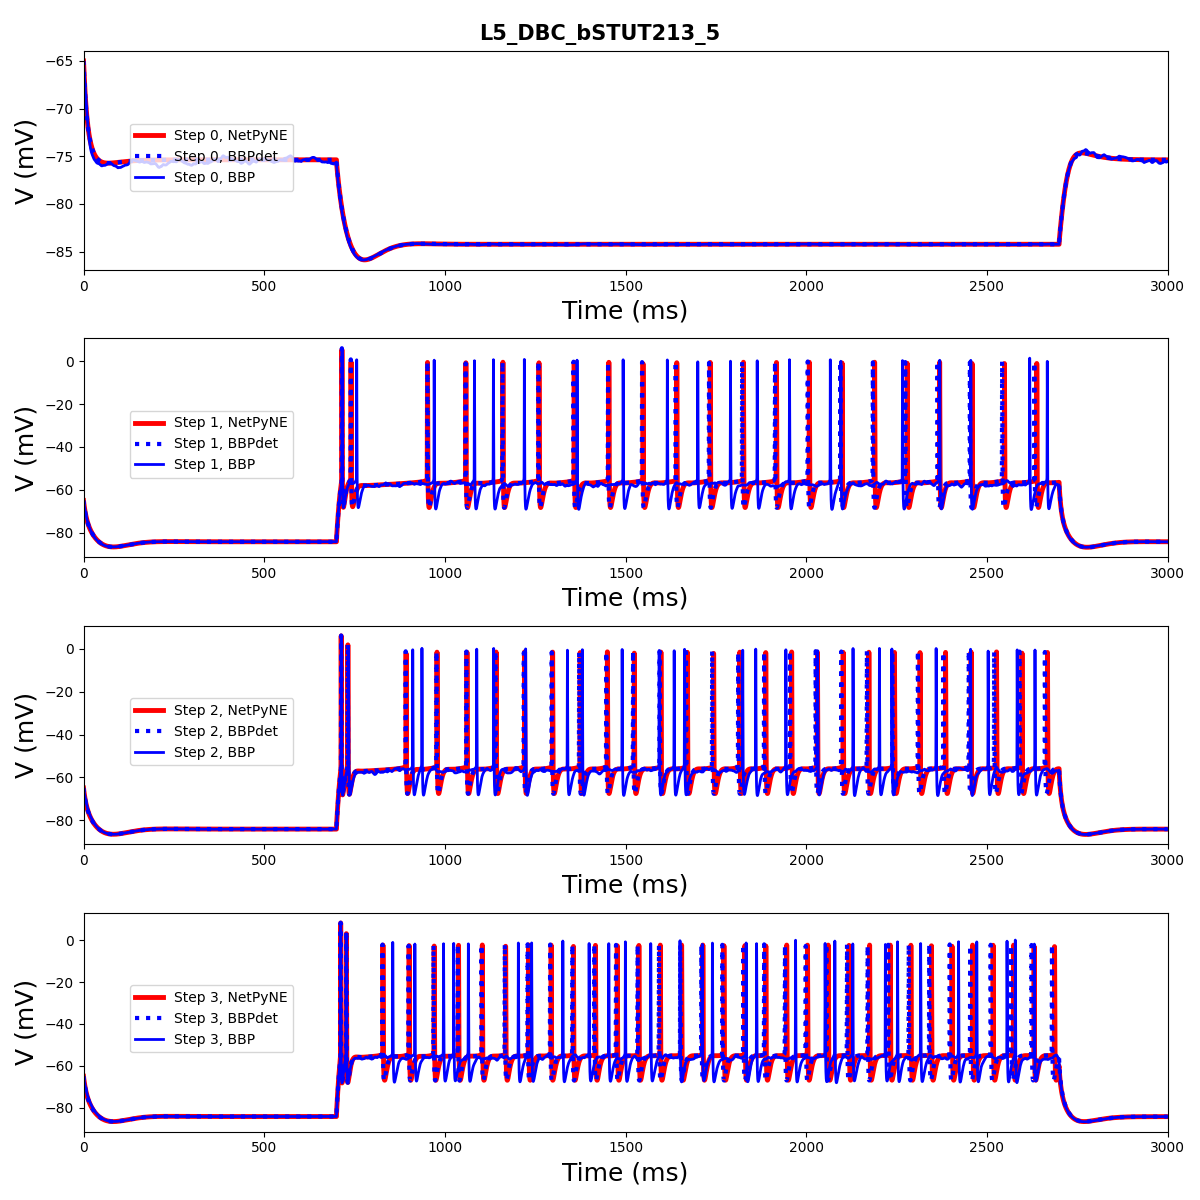 L5_DBC_bSTUT213_5
−65
−70
−75
−80
−85
V (mV)
Step 0, NetPyNE
Step 0, BBPdet
Step 0, BBP
0 500 1000 1500 2000 2500 3000
Time (ms)
0
−20
−40
−60
−80
V (mV)
Step 1, NetPyNE
Step 1, BBPdet
Step 1, BBP
0 500 1000 1500 2000 2500 3000
Time (ms)
0
−20
−40
−60
−80
V (mV)
Step 2, NetPyNE
Step 2, BBPdet
Step 2, BBP
0 500 1000 1500 2000 2500 3000
Time (ms)
0
−20
−40
−60
−80
V (mV)
Step 3, NetPyNE
Step 3, BBPdet
Step 3, BBP
0 500 1000 1500 2000 2500 3000
Time (ms)